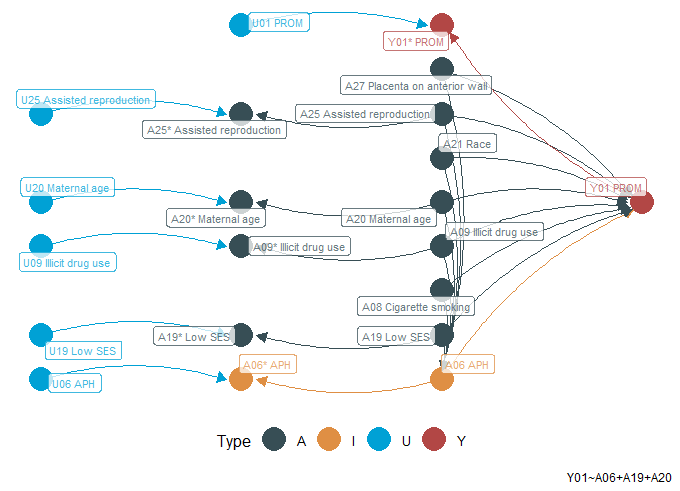 U01 PROM
Y01* PROM
A27 Placenta on anterior wall
U25 Assisted reproduction
A25 Assisted reproduction
A25* Assisted reproduction
A21 Race
U20 Maternal age
Y01 PROM
A20* Maternal age
A20 Maternal age
A09 Illicit drug use
A09* Illicit drug use
U09 Illicit drug use
A08 Cigarette smoking
A19* Low SES
A19 Low SES
U19 Low SES
A06* APH
A06 APH
U06 APH
Type A I U Y
Y01~A06+A19+A20